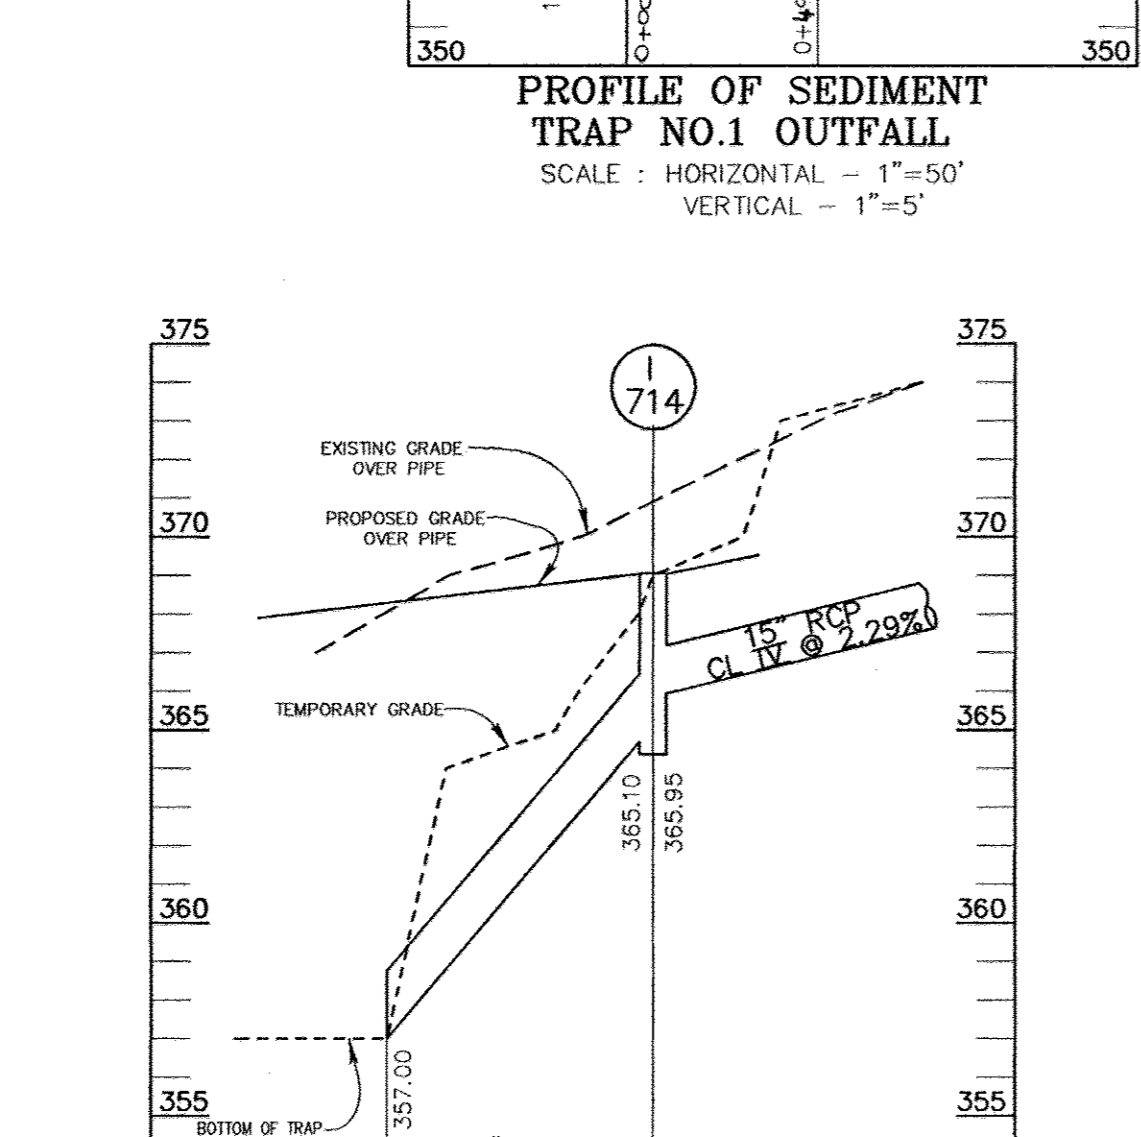 350 350
PROFILE OF SEDIMENT
TRAP NO.1 OUTFALL
SCALE : HORIZONTAL - 1"=50'
VERTICAL - 1"=5'
375 375
I
714
EXISTING GRADE
OVER PIPE
PROPOSED GRADE
OVER PIPE
370 370
15" RCP
CL IV @ 2.29%
TEMPORARY GRADE
365 365
365.10
365.95
360 360
357.00
355 355
BOTTOM OF TRAP